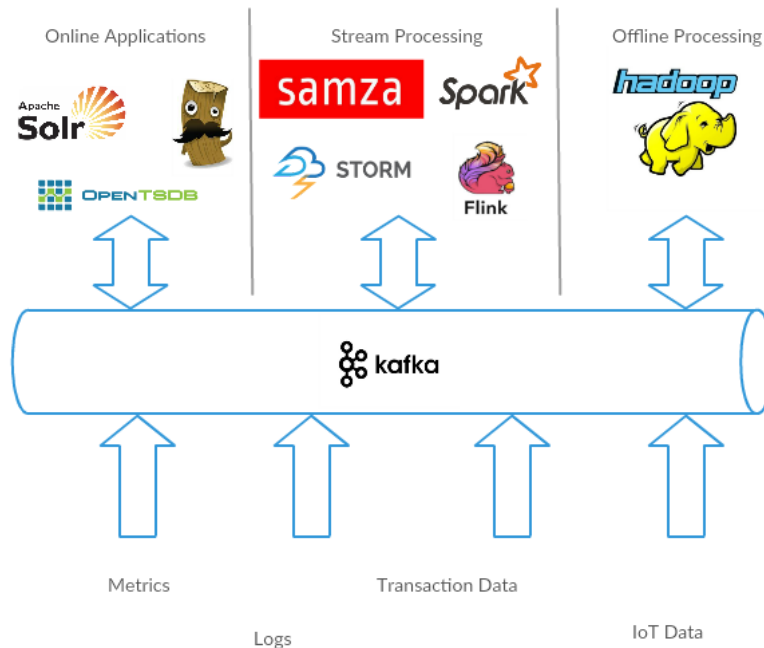 Online Applications
Stream Processing
Offline Processing
Apache
Solr
OPENTSDB
samza
Spark
STORM
Flink
hadoop
kafka
Metrics
Transaction Data
Logs
IoT Data